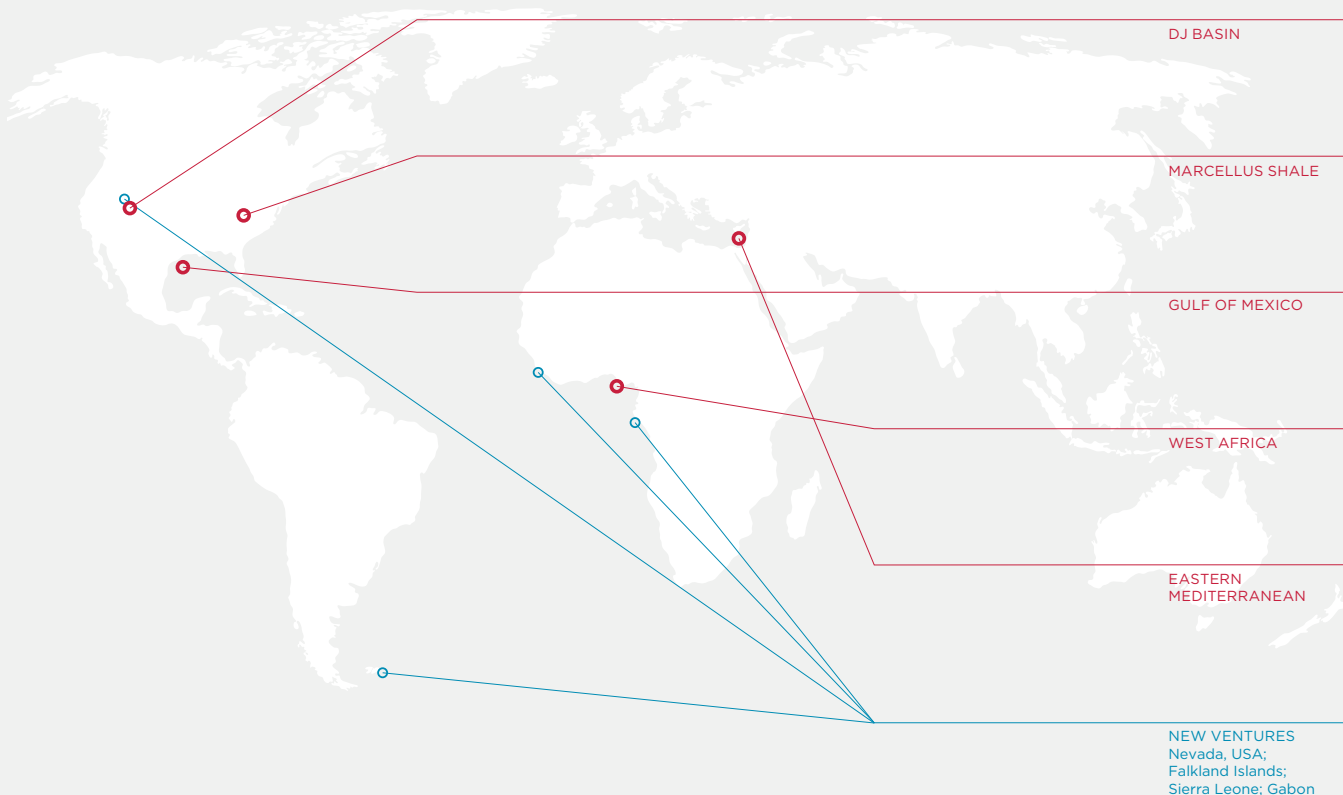 DJ BASIN
MARCELLUS SHALE
GULF OF MEXICO
WEST AFRICA
EASTERN
MEDITERRANEAN
NEW VENTURES
Nevada, USA;
Falkland Islands;
Sierra Leone; Gabon